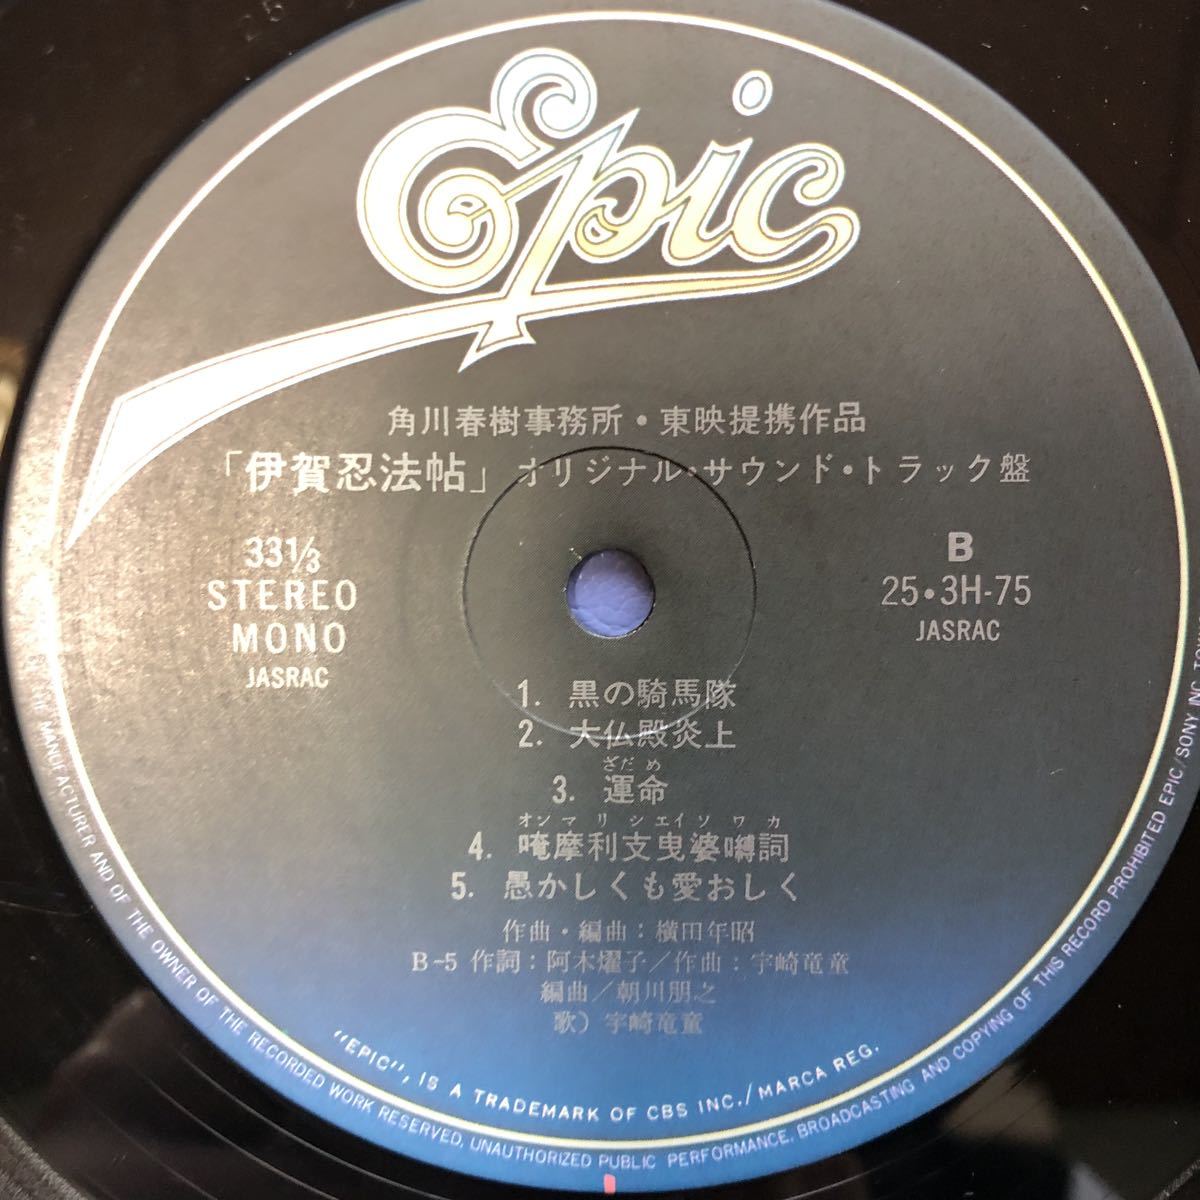 Epic
角川春樹事務所・東映提携作品
「伊賀忍法帖」オリジナル・サウンド・トラック盤
33⅓
STEREO
MONO
JASRAC
B
25・3H-75
JASRAC
1. 黒の騎馬隊
2. 大仏殿炎上
ざだめ
3. 運命
オンマリシエイソワカ
4. 唵摩利支曳婆囀詞
5. 愚かしくも愛おしく
作曲・編曲：横田年昭
B-5 作詞：阿木燿子／作曲：宇崎竜童
編曲／朝川朋之
歌）宇崎竜童
"EPIC", IS A TRADEMARK OF CBS INC./MARCA REG.
THE MANUFACTURER AND OF THE OWNER OF THE RECORDED WORK RESERVED. UNAUTHORIZED PUBLIC PERFORMANCE, BROADCASTING AND COPYING OF THIS RECORD PROHIBITED EPIC/SONY INC.